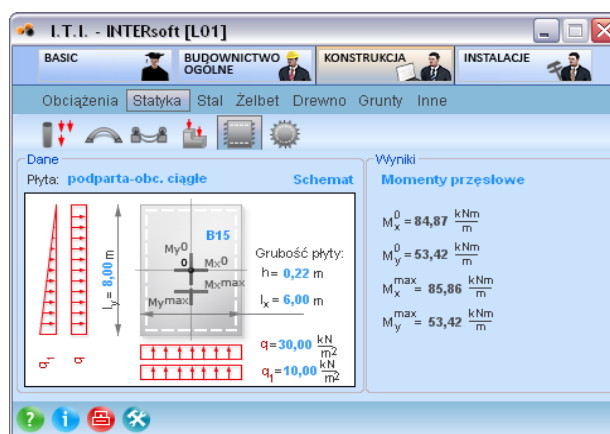 I.T.I. - INTERsoft [L01]
BASIC
BUDOWNICTWO OGÓLNE
KONSTRUKCJA
INSTALACJE
Obciążenia Statyka Stal Żelbet Drewno Grunty Inne
Dane
Płyta: podparta-obc. ciągłe Schemat
B15
My0
0
Mx0
Mxmax
Mymax
ly = 8,00 m
q1
q
Grubość płyty:
h= 0,22 m
lx = 6,00 m
q=30,00 kN/m2
q1=10,00 kN/m2
Wyniki
Momenty przęsłowe
Mx0 = 84,87 kNm/m
My0 = 53,42 kNm/m
Mxmax = 85,86 kNm/m
Mymax = 53,42 kNm/m